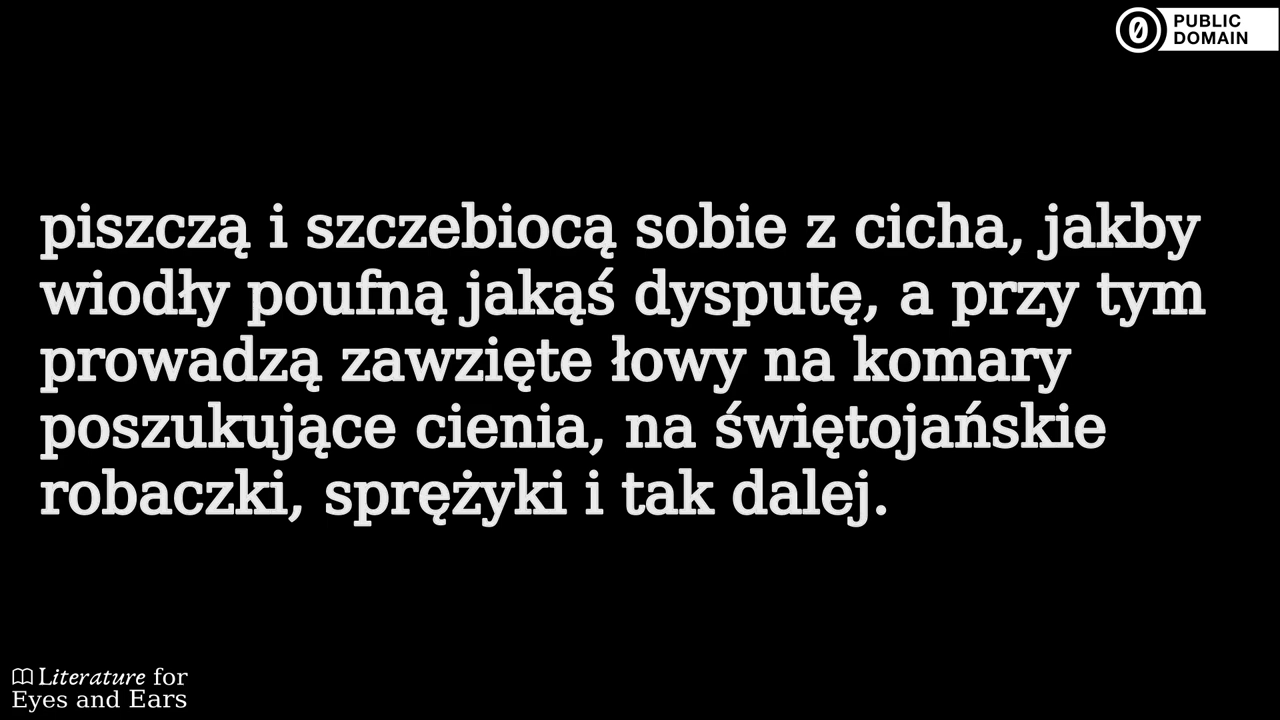 PUBLIC
DOMAIN
piszczą i szczebiocą sobie z cicha, jakby
wiodły poufną jakąś dysputę, a przy tym
prowadzą zawzięte łowy na komary
poszukujące cienia, na świętojańskie
robaczki, sprężyki i tak dalej.
Literature for
Eyes and Ears